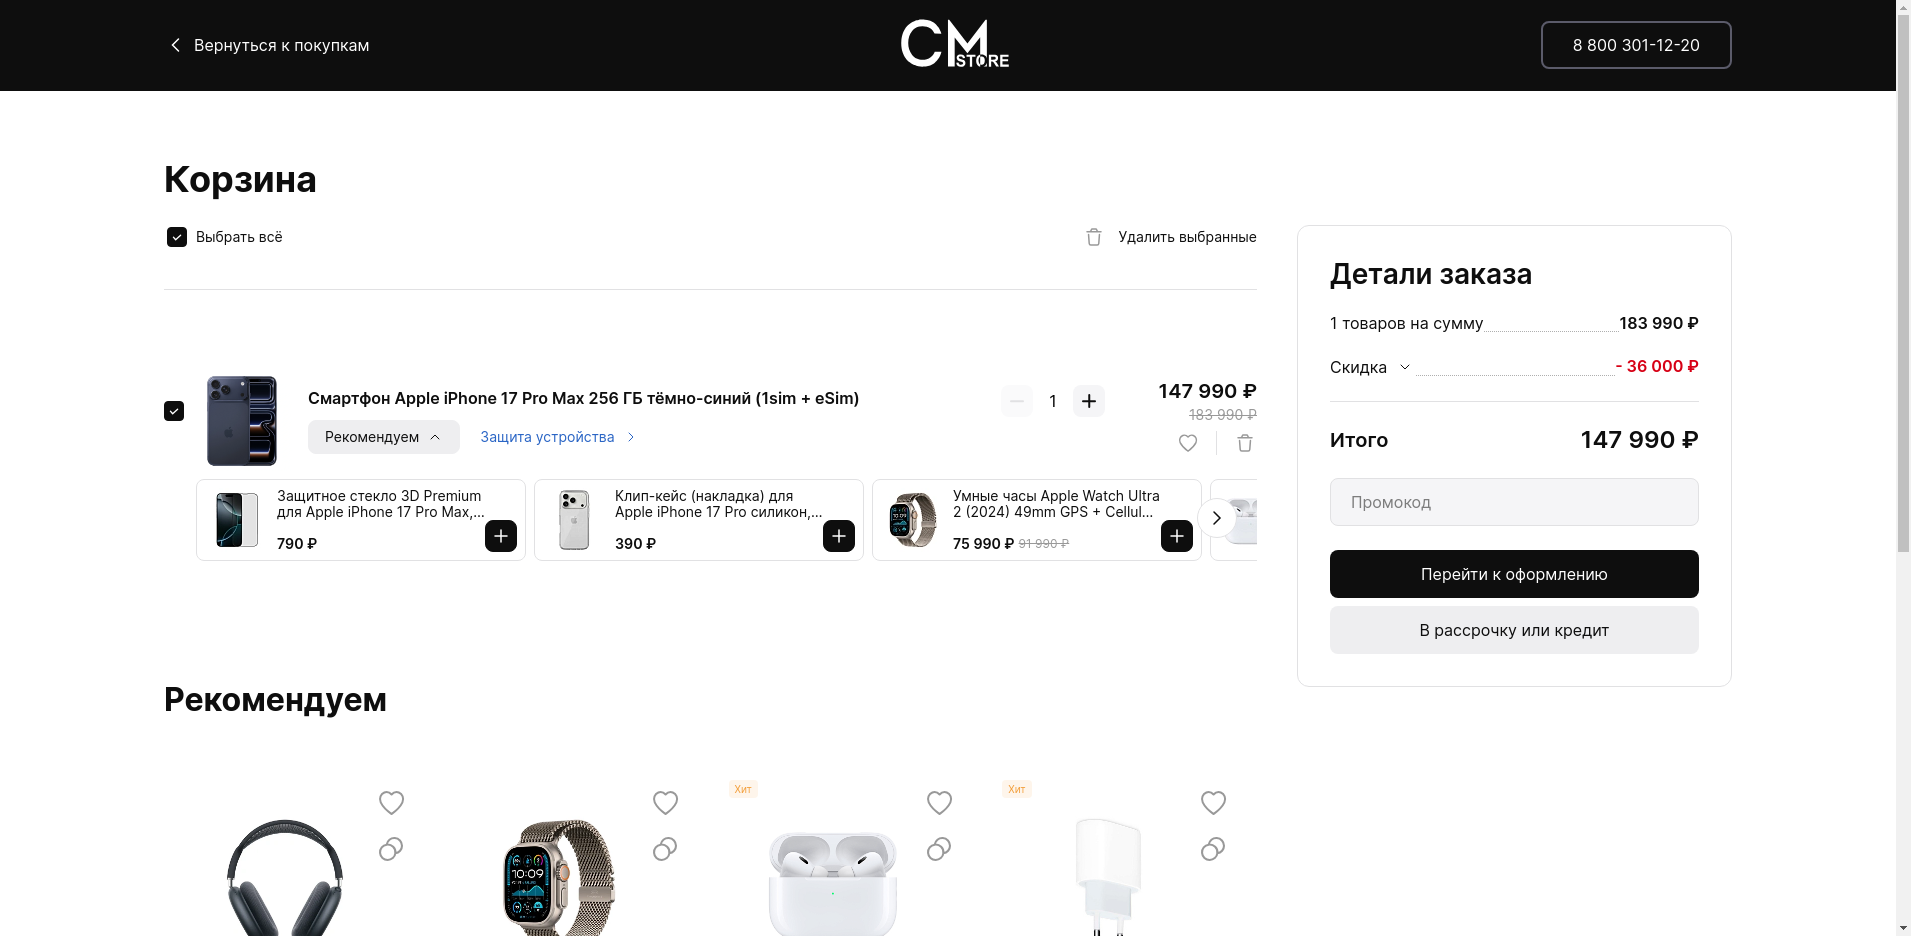 Вернуться к покупкам
CM STORE
8 800 301-12-20
Корзина
Выбрать всё
Удалить выбранные
Смартфон Apple iPhone 17 Pro Max 256 ГБ тёмно-синий (1sim + eSim)
1
147 990 ₽
183 990 ₽
Рекомендуем
Защита устройства
Защитное стекло 3D Premium
для Apple iPhone 17 Pro Max,...
790 ₽
Клип-кейс (накладка) для
Apple iPhone 17 Pro силикон,...
390 ₽
Умные часы Apple Watch Ultra
2 (2024) 49mm GPS + Cellul...
75 990 ₽ 91 990 ₽
Детали заказа
1 товаров на сумму 183 990 ₽
Скидка - 36 000 ₽
Итого 147 990 ₽
Промокод
Перейти к оформлению
В рассрочку или кредит
Рекомендуем
Хит
Хит
10:09